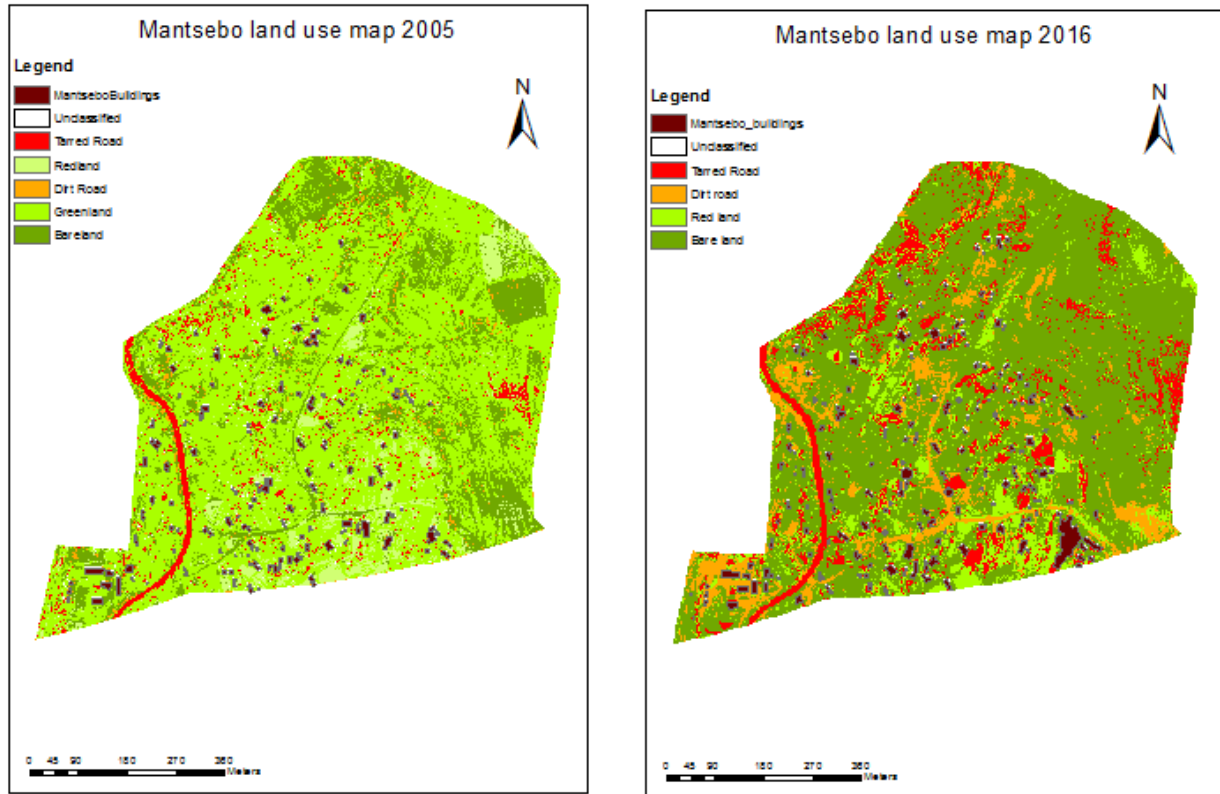 Mantsebo land use map 2005
Legend
MantseboBuildings
Unclassified
Tarred Road
Redland
Dirt Road
Greenland
Bareland
N
0 45 90 180 270 360
Meters
Mantsebo land use map 2016
Legend
Mantsebo_buildings
Unclassified
Tarred Road
Dirt road
Red land
Bare land
N
0 45 90 180 270 360
Meters